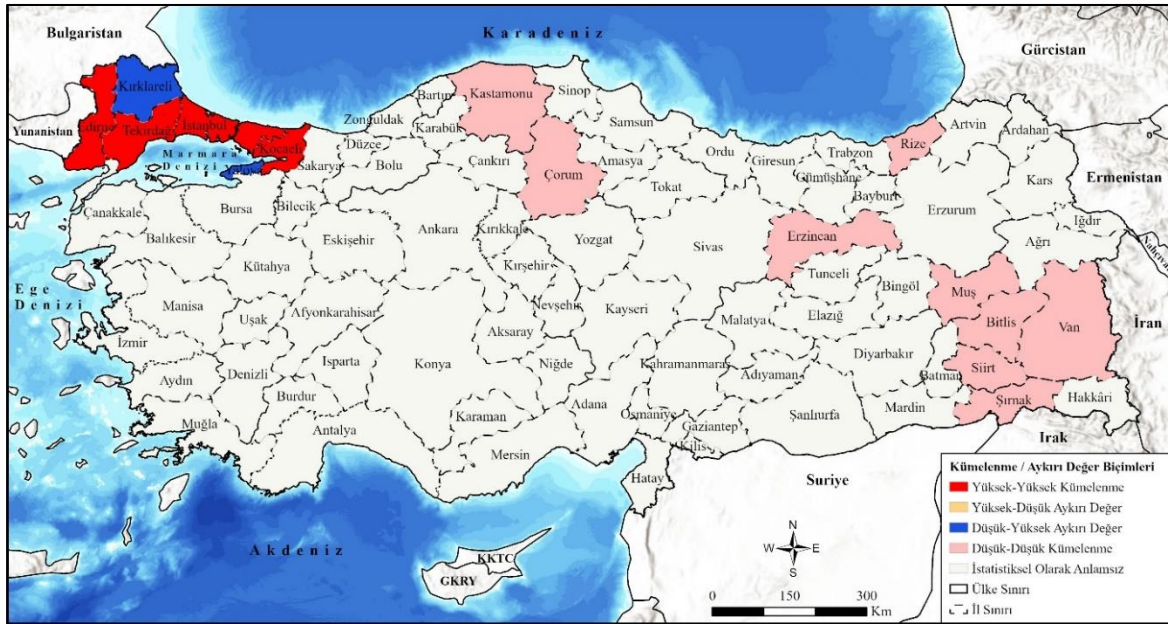 Bulgaristan
Karadeniz
Gürcistan
Kırklareli
Edirne
Tekirdağ
İstanbul
Yunanistan
Marmara
Denizi
Kocaeli
Yalova
Sakarya
Zonguldak
Bartın
Karabük
Düzce
Bolu
Kastamonu
Sinop
Çankırı
Çorum
Samsun
Amasya
Tokat
Ordu
Giresun
Trabzon
Gümüşhane
Bayburt
Rize
Artvin
Ardahan
Kars
Ermenistan
Iğdır
Nahçıvan
Erzurum
Ağrı
Çanakkale
Bursa
Bilecik
Balıkesir
Eskişehir
Ankara
Kırıkkale
Yozgat
Sivas
Erzincan
Tunceli
Bingöl
Muş
Bitlis
Van
İran
Kütahya
Kırşehir
Ege
Denizi
Manisa
Uşak
Afyonkarahisar
Nevşehir
Kayseri
Malatya
Elazığ
Diyarbakır
Batman
Siirt
Şırnak
Hakkâri
İzmir
Aksaray
Konya
Isparta
Niğde
Kahramanmaraş
Adıyaman
Aydın
Denizli
Burdur
Karaman
Adana
Osmaniye
Gaziantep
Şanlıurfa
Mardin
Muğla
Antalya
Mersin
Kilis
Hatay
Suriye
Irak
Akdeniz
KKTC
GKRY
N
W E
S
0 150 300
Km
Kümelenme / Aykırı Değer Biçimleri
Yüksek-Yüksek Kümelenme
Yüksek-Düşük Aykırı Değer
Düşük-Yüksek Aykırı Değer
Düşük-Düşük Kümelenme
İstatistiksel Olarak Anlamsız
Ülke Sınırı
İl Sınırı